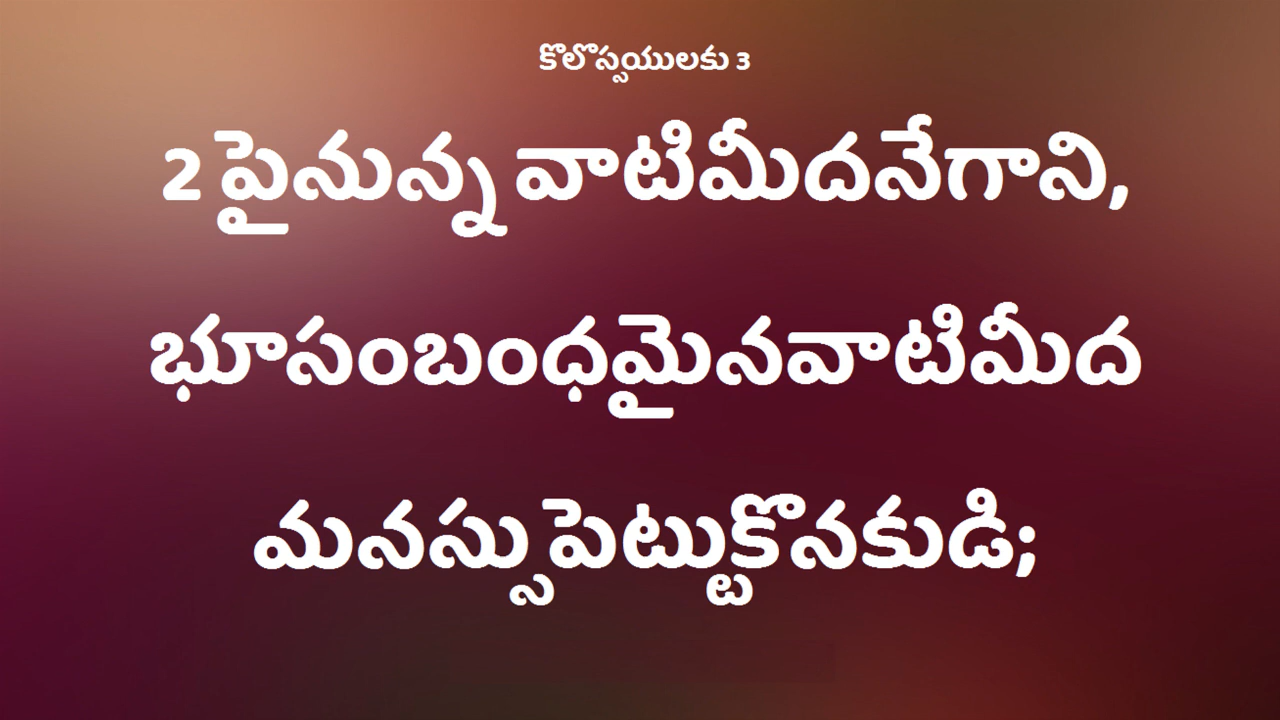 కొలొస్సయులకు 3
2 పైనున్న వాటిమీదనేగాని,
భూసంబంధమైనవాటిమీద
మనస్సుపెట్టుకొనకుడి;